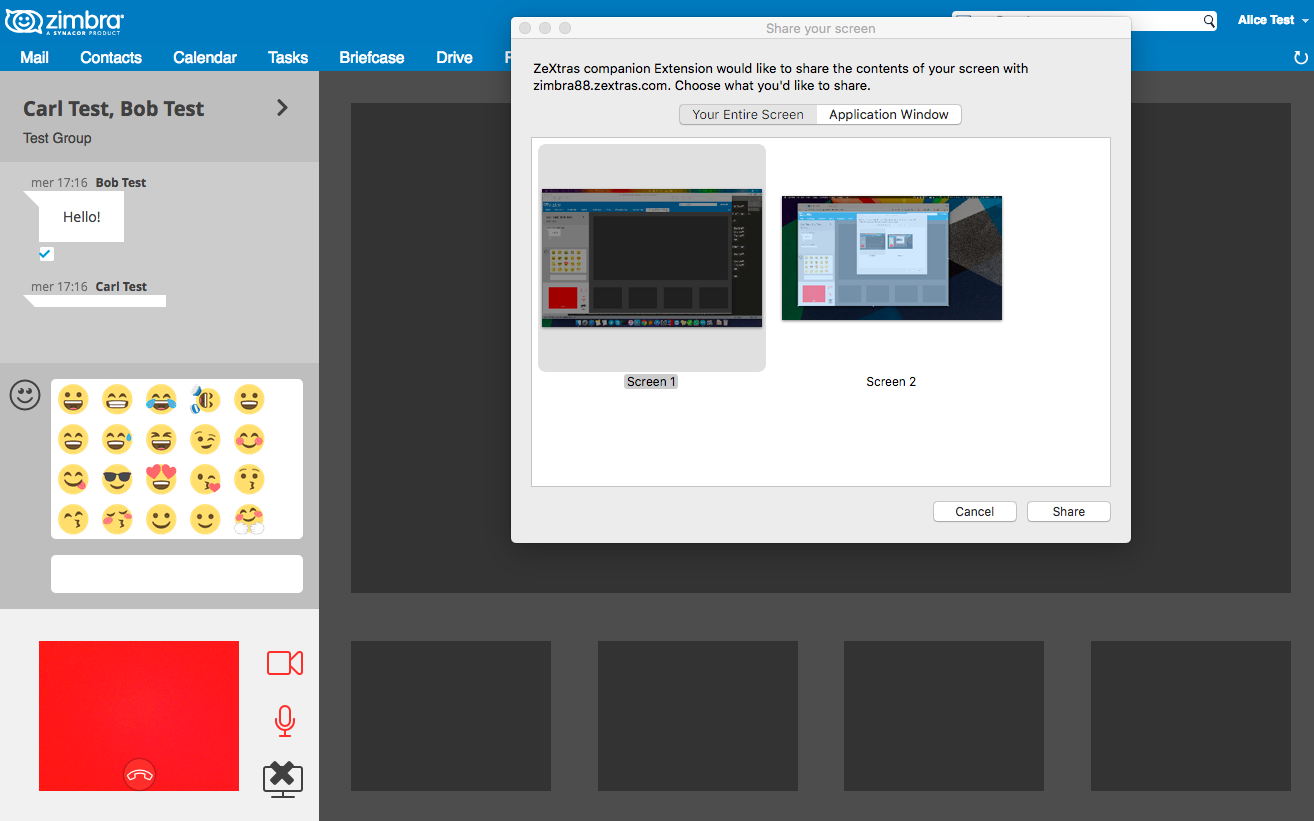 zimbra
A SYNACOR PRODUCT
Alice Test
Mail Contacts Calendar Tasks Briefcase Drive
Carl Test, Bob Test
Test Group
mer 17:16 Bob Test
Hello!
mer 17:16 Carl Test
Share your screen
ZeXtras companion Extension would like to share the contents of your screen with
zimbra88.zextras.com. Choose what you'd like to share.
Your Entire Screen Application Window
Screen 1 Screen 2
Cancel Share